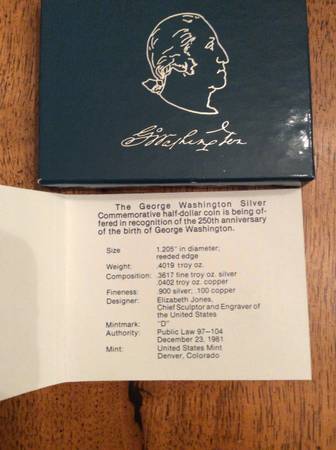 G Washington
The George Washington Silver
Commemorative half-dollar coin is being of-
fered in recognition of the 250th anniversary
of the birth of George Washington.
Size 1.205" in diameter;
reeded edge
Weight: .4019 troy oz.
Composition: .3617 fine troy oz. silver
.0402 troy oz. copper
Fineness: .900 silver; .100 copper
Designer: Elizabeth Jones,
Chief Sculptor and Engraver of
the United States
Mintmark: "D"
Authority: Public Law 97-104
December 23, 1981
Mint: United States Mint
Denver, Colorado